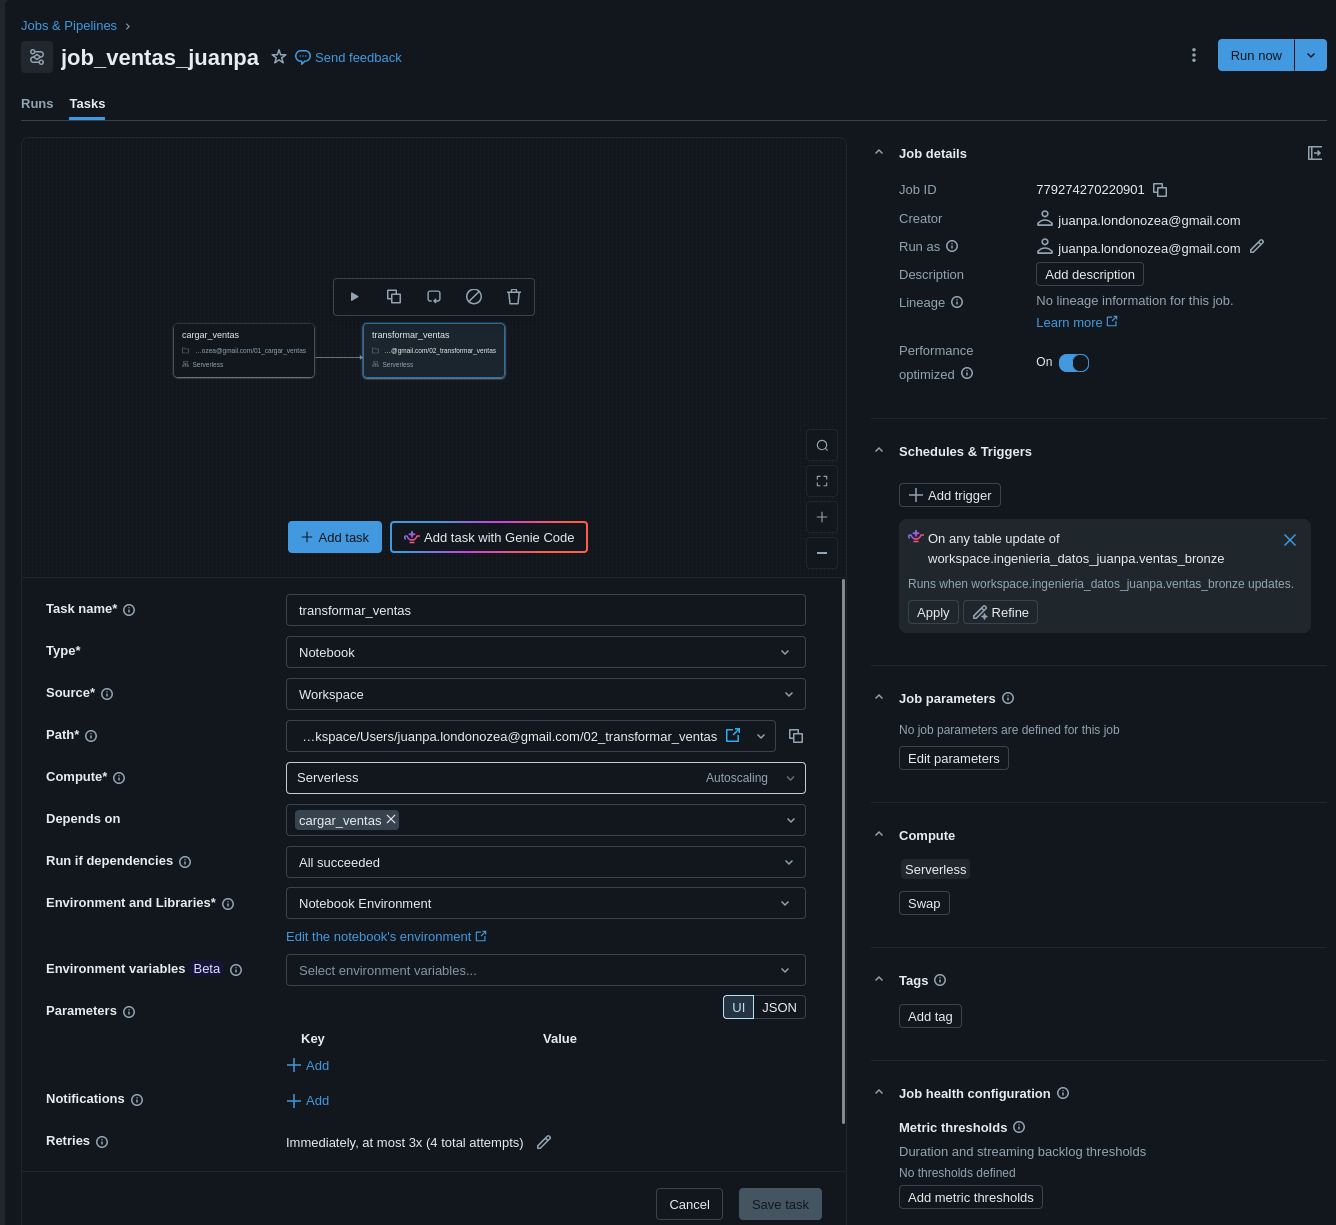 Jobs & Pipelines
job_ventas_juanpa
Send feedback
Run now
Runs
Tasks
cargar_ventas
...ozea@gmail.com/01_cargar_ventas
Serverless
transformar_ventas
...@gmail.com/02_transformar_ventas
Serverless
Add task
Add task with Genie Code
Task name*
transformar_ventas
Type*
Notebook
Source*
Workspace
Path*
...kspace/Users/juanpa.londonozea@gmail.com/02_transformar_ventas
Compute*
Serverless
Autoscaling
Depends on
cargar_ventas
Run if dependencies
All succeeded
Environment and Libraries*
Notebook Environment
Edit the notebook's environment
Environment variables Beta
Select environment variables...
Parameters
UI
JSON
Key
Value
Add
Notifications
Add
Retries
Immediately, at most 3x (4 total attempts)
Cancel
Save task
Job details
Job ID
779274270220901
Creator
juanpa.londonozea@gmail.com
Run as
juanpa.londonozea@gmail.com
Description
Add description
Lineage
No lineage information for this job.
Learn more
Performance
optimized
On
Schedules & Triggers
Add trigger
On any table update of
workspace.ingenieria_datos_juanpa.ventas_bronze
Runs when workspace.ingenieria_datos_juanpa.ventas_bronze updates.
Apply
Refine
Job parameters
No job parameters are defined for this job
Edit parameters
Compute
Serverless
Swap
Tags
Add tag
Job health configuration
Metric thresholds
Duration and streaming backlog thresholds
No thresholds defined
Add metric thresholds